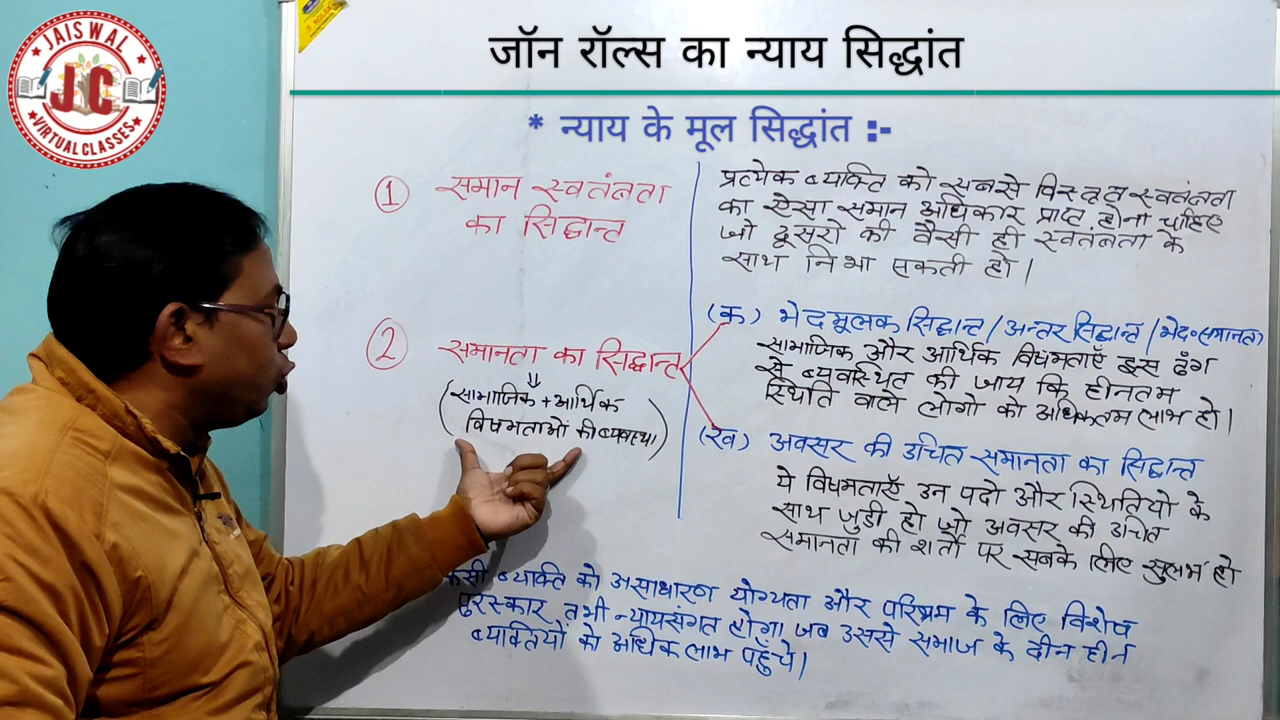 JAISWAL
JC
VIRTUAL CLASSES
जॉन रॉल्स का न्याय सिद्धांत
* न्याय के मूल सिद्धांत :-
① समान स्वतंत्रता
का सिद्धान्त
प्रत्येक व्यक्ति को सबसे विस्तृत स्वतंत्रता
का ऐसा समान अधिकार प्राप्त होना चाहिए
जो दूसरो की वैसी ही स्वतंत्रता के
साथ निभा सकती हो।
② समानता का सिद्धान्त
⇓
(सामाजिक + आर्थिक
विषमताओं की व्यवस्था)
(क) भेदमूलक सिद्धान्त / अन्तर सिद्धान्त / भेद॰ समानता)
सामाजिक और आर्थिक विषमताएँ इस ढँग
से व्यवस्थित की जाय कि हीनतम
स्थिति वाले लोगो को अधिकतम लाभ हो।
(ख) अवसर की उचित समानता का सिद्धान्त
ये विषमताएँ उन पदो और स्थितियो के
साथ जुडी हो जो अवसर की उचित
समानता की शर्तो पर सबके लिए सुलभ हो
व्यक्ति को असाधारण योग्यता और परिश्रम के लिए विशेष
पुरस्कार तभी न्यायसंगत होगा जब उससे समाज के दीन हीन
व्यक्तियों को अधिक लाभ पहुँचे।